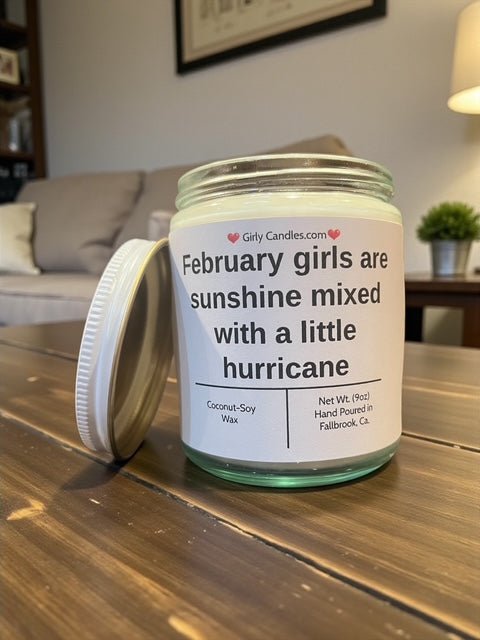 Girly Candles.com
February girls are
sunshine mixed
with a little
hurricane
Coconut-Soy
Wax
Net Wt. (9oz)
Hand Poured in
Fallbrook, Ca.